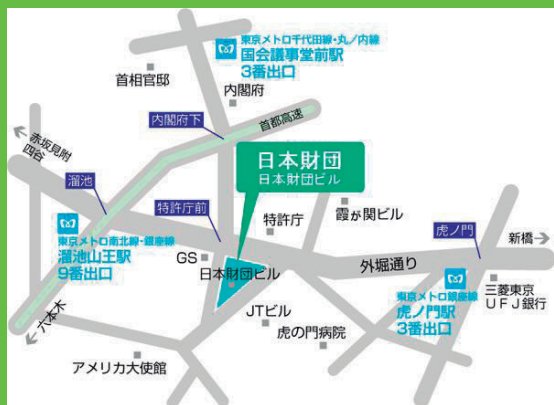 東京メトロ千代田線・丸ノ内線
国会議事堂前駅
3番出口
首相官邸
内閣府
首都高速
内閣府下
赤坂見附
四谷
日本財団
日本財団ビル
溜池
特許庁前
特許庁
霞が関ビル
虎ノ門
新橋
東京メトロ南北線・銀座線
溜池山王駅
9番出口
GS
日本財団ビル
外堀通り
三菱東京
UFJ銀行
東京メトロ銀座線
虎ノ門駅
3番出口
JTビル
虎の門病院
六本木
アメリカ大使館